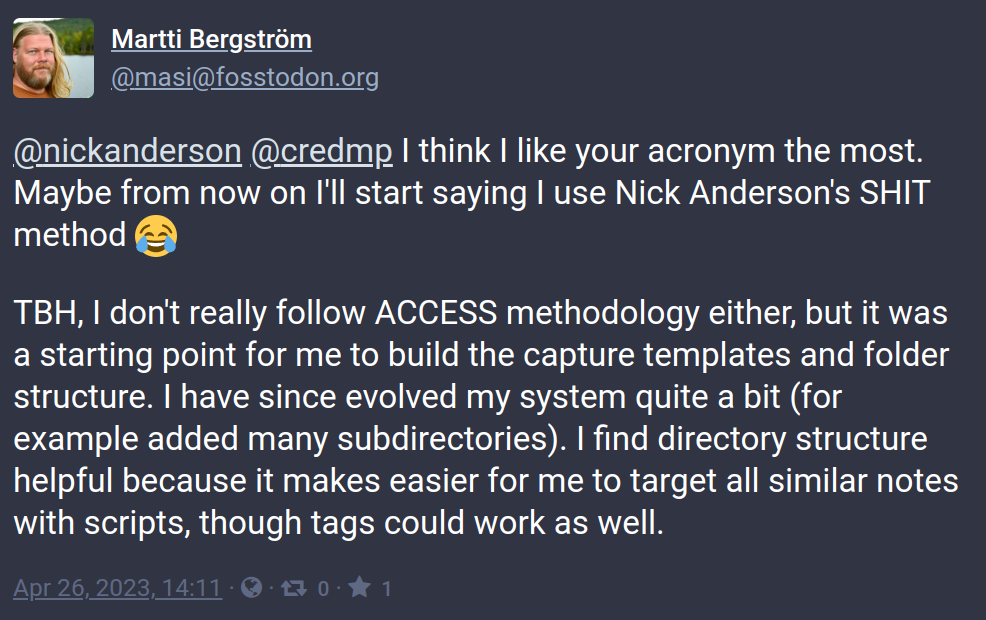 Martti Bergström
@masi@fosstodon.org
@nickanderson @credmp I think I like your acronym the most.
Maybe from now on I'll start saying I use Nick Anderson's SHIT
method 😂
TBH, I don't really follow ACCESS methodology either, but it was
a starting point for me to build the capture templates and folder
structure. I have since evolved my system quite a bit (for
example added many subdirectories). I find directory structure
helpful because it makes easier for me to target all similar notes
with scripts, though tags could work as well.
Apr 26, 2023, 14:11 · 0 · 1